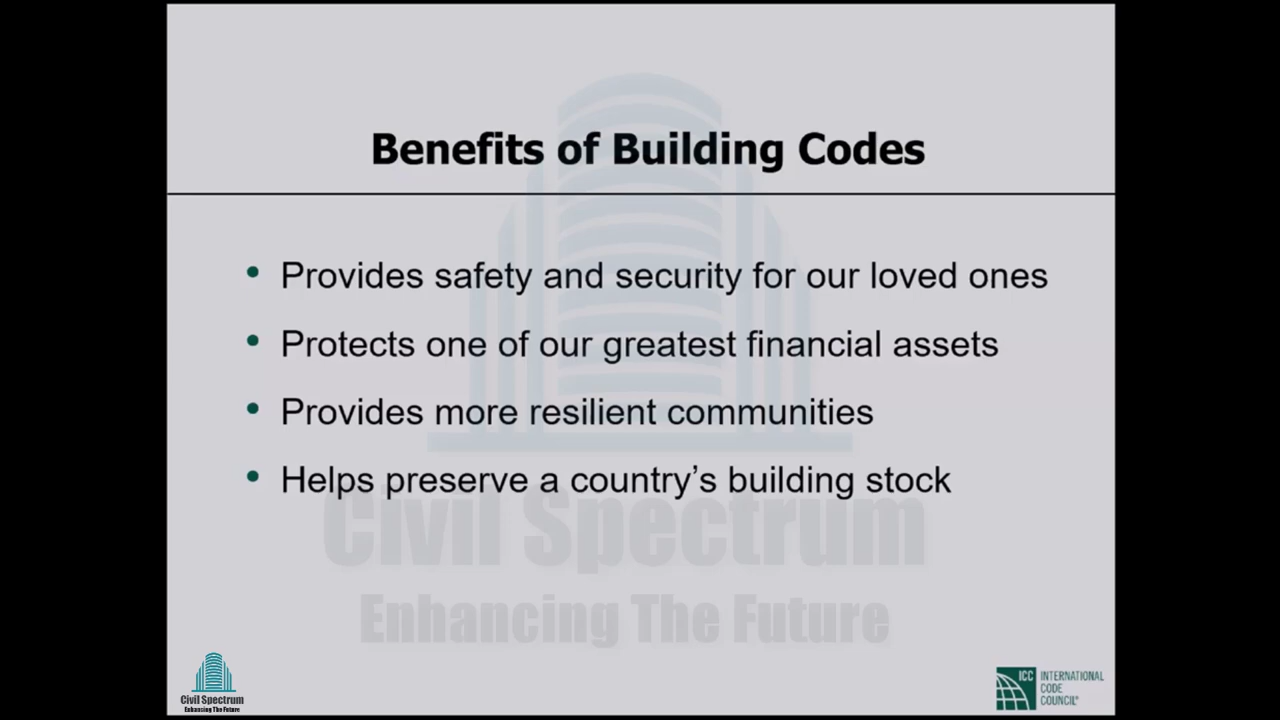 Benefits of Building Codes
• Provides safety and security for our loved ones
• Protects one of our greatest financial assets
• Provides more resilient communities
• Helps preserve a country’s building stock
Civil Spectrum
Enhancing The Future
Civil Spectrum
Enhancing The Future
ICC
INTERNATIONAL
CODE
COUNCIL®